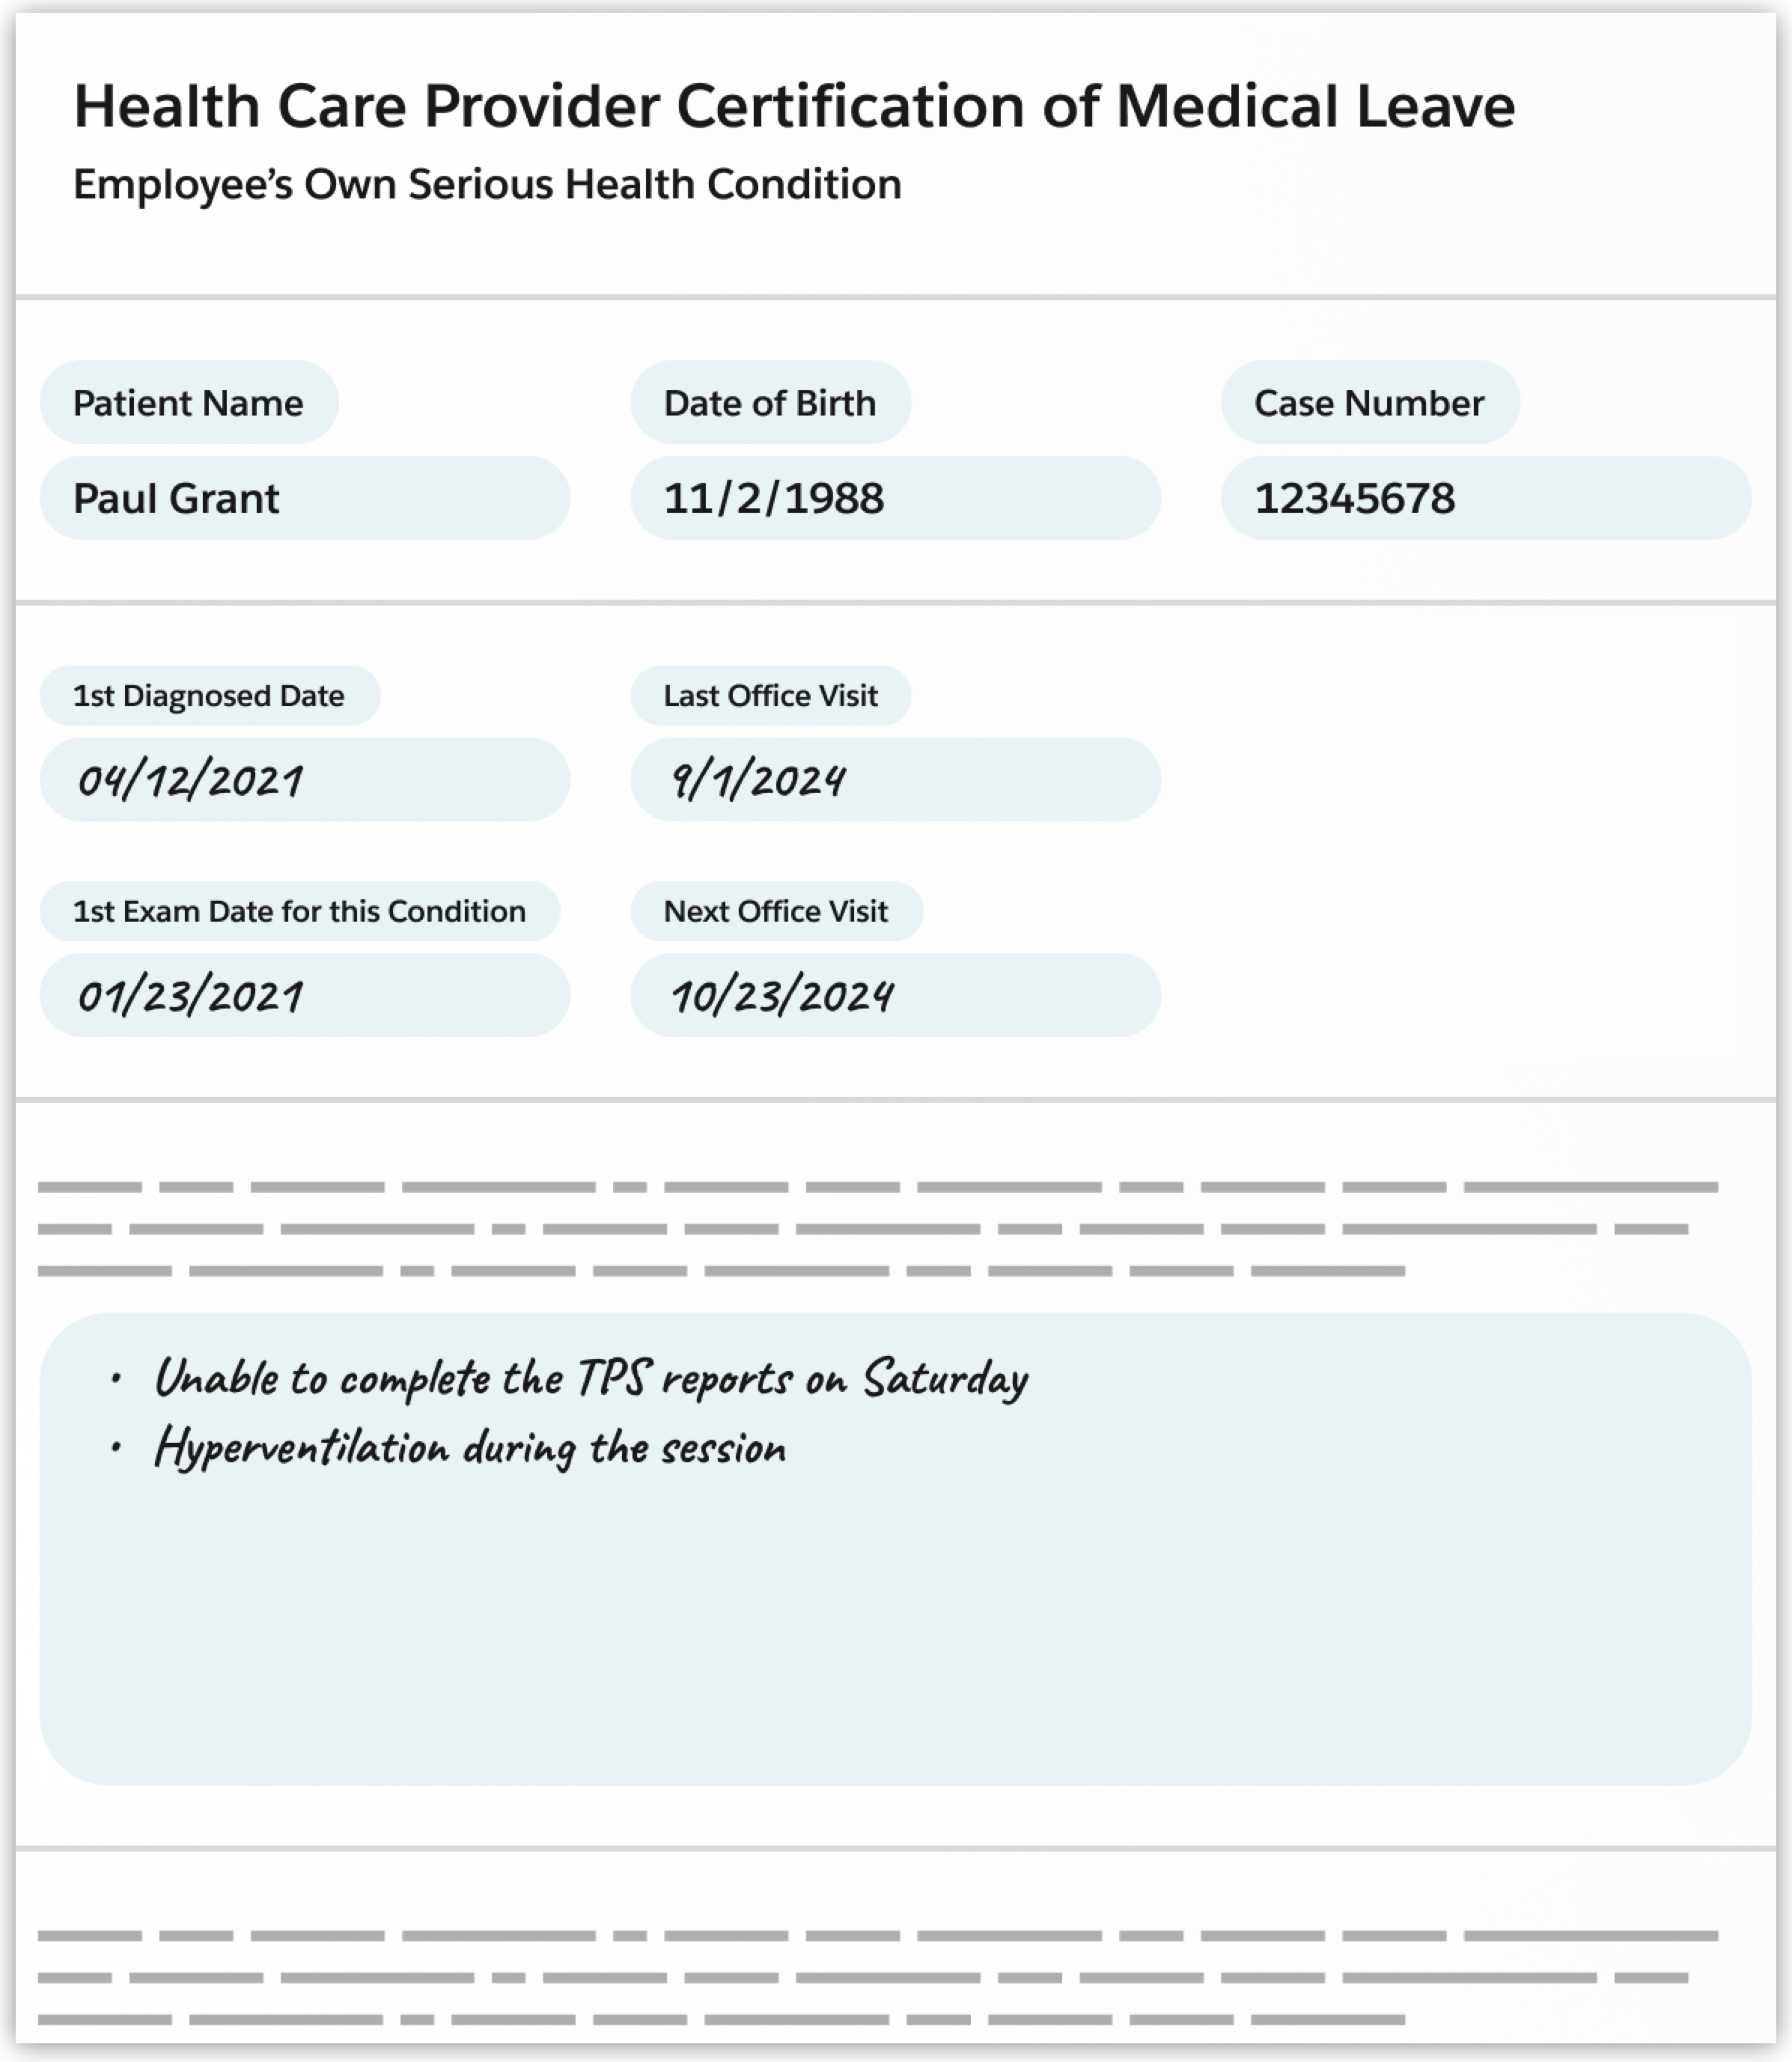 Health Care Provider Certification of Medical Leave
Employee’s Own Serious Health Condition
Patient Name
Date of Birth
Case Number
Paul Grant
11/2/1988
12345678
1st Diagnosed Date
Last Office Visit
04/12/2021
9/1/2024
1st Exam Date for this Condition
Next Office Visit
01/23/2021
10/23/2024
• Unable to complete the TPS reports on Saturday
• Hyperventilation during the session